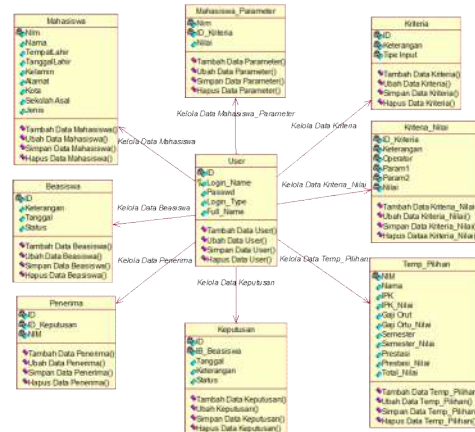 Mahasiswa
Nim
Nama
TempatLahir
TanggalLahir
Kelamin
Alamat
Kota
Sekolah Asal
Jenis
Tambah Data Mahasiswa()
Ubah Data Mahasiswa()
Simpan Data Mahasiswa()
Hapus Data Mahasiswa()
Mahasiswa_Parameter
Nim
ID_Kriteria
Nilai
Tambah Data Parameter()
Ubah Data Parameter()
Simpan Data Parameter()
Hapus Data Parameter()
Kriteria
ID
Keterangan
Tipe Input
Tambah Data Kriteria()
Ubah Data Kriteria()
Simpan Data Kriteria()
Hapus Data Kriteria()
Kelola Data Mahasiswa
Kelola Data Mahasiswa_Parameter
Kelola Data Kriteria
User
ID
Login_Name
Passwd
Login_Type
Full_Name
Tambah Data User()
Ubah Data User()
Simpan Data User()
Hapus Data User()
Kelola Data Kriteria_Nilai
Kriteria_Nilai
ID_Kriteria
Keterangan
Operator
Param1
Param2
Nilai
Tambah Data Kriteria_Nilai()
Ubah Data Kriteria_Nilai()
Simpan Data Kriteria_Nilai()
Hapus Dataa Kriteria_Nilai()
Beasiswa
ID
Keterangan
Tanggal
Status
Tambah Data Beasiswa()
Ubah Data Beasiswa()
Simpan Data Beasiswa()
Hapus Data Beasiswa()
Kelola Data Beasiswa
Kelola Data Penerima
Kelola Data Keputusan
Kelola Data Temp_Pilihan
Penerima
ID
ID_Keputusan
NIM
Tambah Data Penerima()
Ubah Data Penerima()
Simpan Data Penerima()
Hapus Data Penerima()
Keputusan
ID
IB_Beasiswa
Tanggal
Keterangan
Status
Tambah Data Keputusan()
Ubah Keputusan()
Simpan Data Keputusan()
Hapus Data Keputusan()
Temp_Pilihan
NIM
Nama
IPK
IPK_Nilai
Gaji Orut
Gaji Ortu_Nilai
Semester
Semester_Nilai
Prestasi
Prestasi_Nilai
Total_Nilai
Tambah Data Temp_Pilihan()
Ubah Data Temp_Pilihan()
Simpan Data Temp_Pilihan()
Hapus Data Temp_Pilihan()